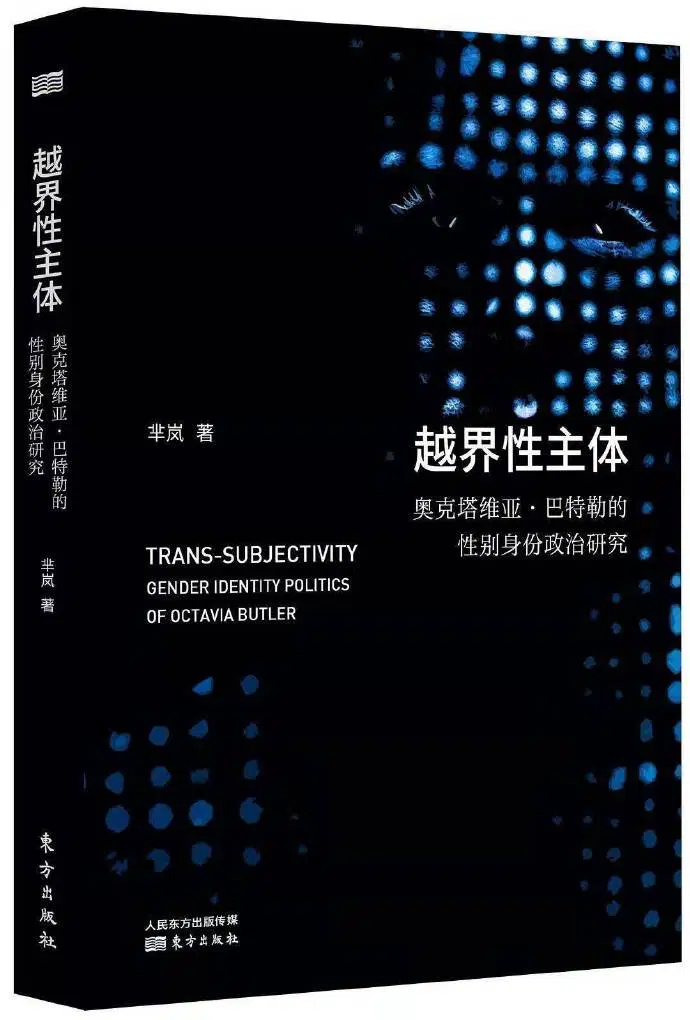 越界性主体
奥克塔维亚·巴特勒的
性别身份政治研究
芈岚 著
東方出版社
芈岚 著
越界性主体
奥克塔维亚·巴特勒的
性别身份政治研究
TRANS-SUBJECTIVITY
GENDER IDENTITY POLITICS
OF OCTAVIA BUTLER
人民东方出版传媒
東方出版社